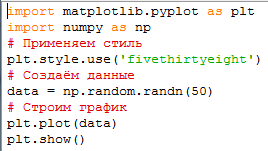 import matplotlib.pyplot as plt
import numpy as np
# Применяем стиль
plt.style.use('fivethirtyeight')
# Создаём данные
data = np.random.randn(50)
# Строим график
plt.plot(data)
plt.show()